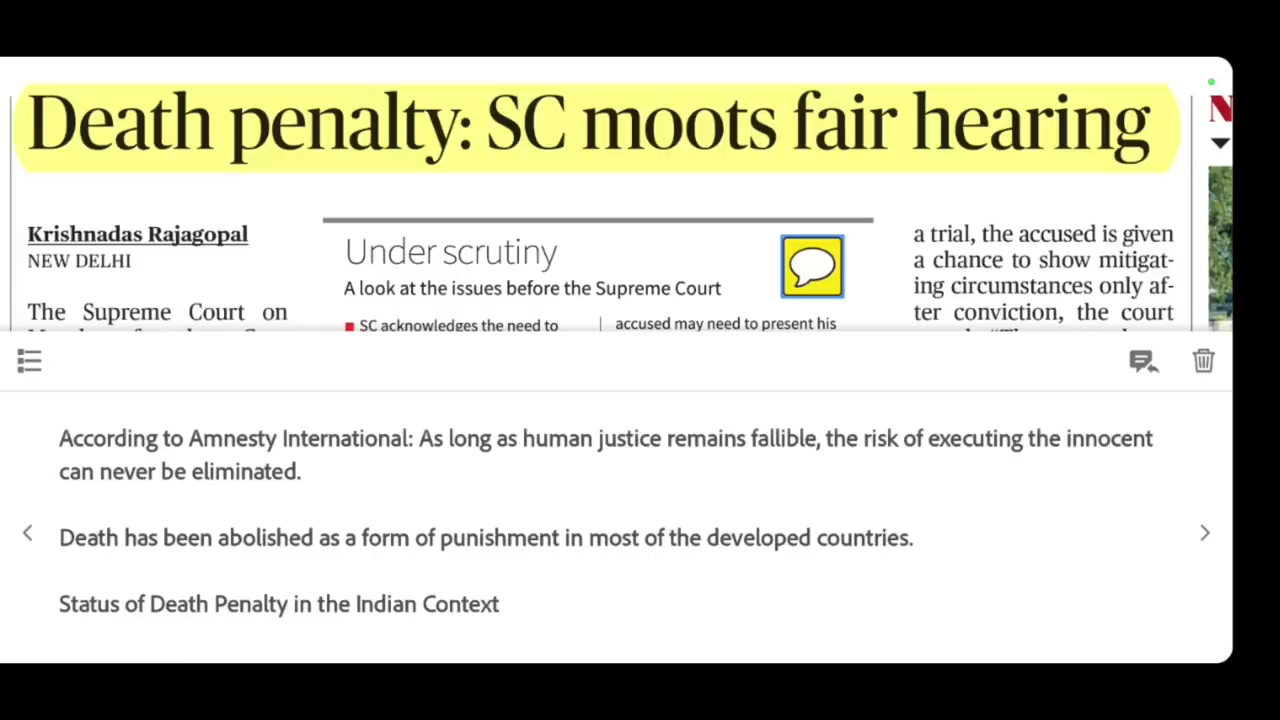 Death penalty: SC moots fair hearing
N
Krishnadas Rajagopal
NEW DELHI
The Supreme Court on
Under scrutiny
A look at the issues before the Supreme Court
SC acknowledges the need to
accused may need to present his
a trial, the accused is given
a chance to show mitigat-
ing circumstances only af-
ter conviction, the court
According to Amnesty International: As long as human justice remains fallible, the risk of executing the innocent
can never be eliminated.
Death has been abolished as a form of punishment in most of the developed countries.
Status of Death Penalty in the Indian Context